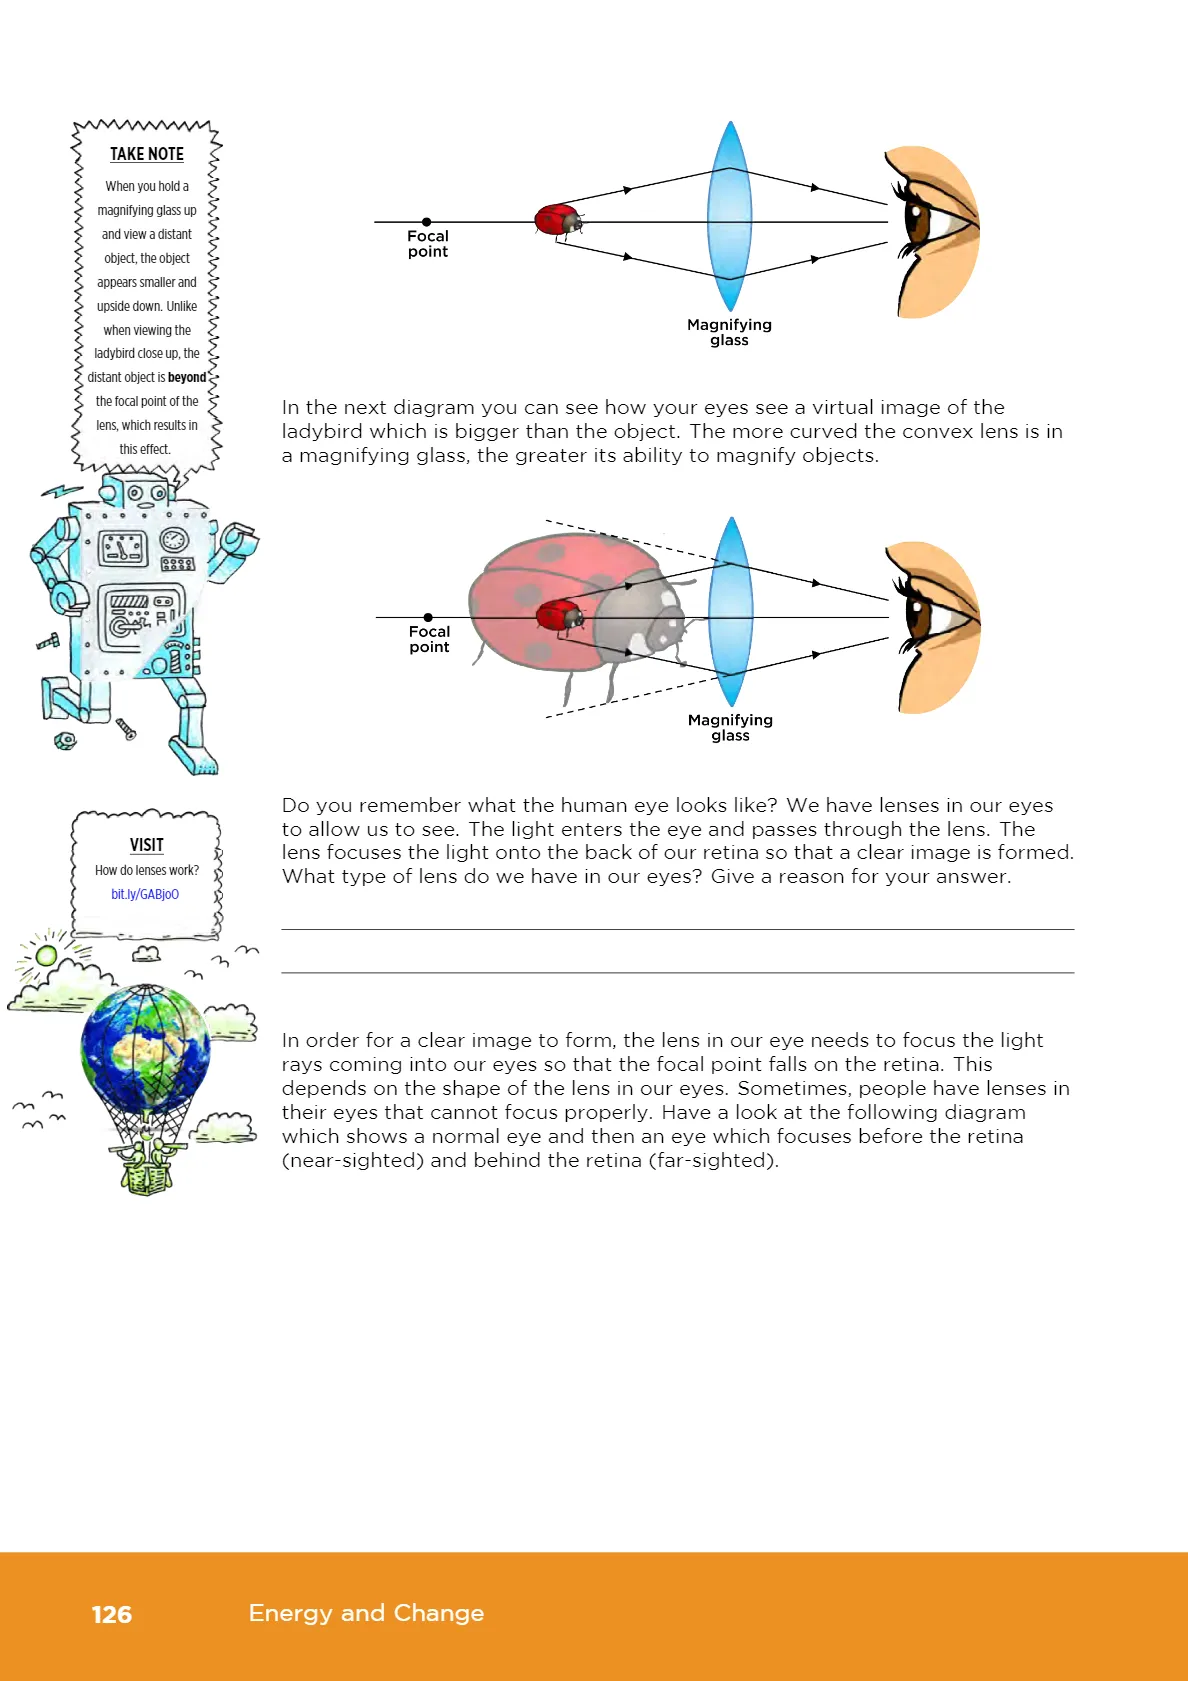 TAKE NOTE
When you hold a
magnifying glass up
and view a distant
object, the object
appears smaller and
upside down. Unlike
when viewing the
ladybird close up, the
distant object is beyond
the focal point of the
lens, which results in
this effect.
Focal
point
Magnifying
glass
In the next diagram you can see how your eyes see a virtual image of the
ladybird which is bigger than the object. The more curved the convex lens is in
a magnifying glass, the greater its ability to magnify objects.
Focal
point
Magnifying
glass
VISIT
How do lenses work?
bit.ly/GABjoO
Do you remember what the human eye looks like? We have lenses in our eyes
to allow us to see. The light enters the eye and passes through the lens. The
lens focuses the light onto the back of our retina so that a clear image is formed.
What type of lens do we have in our eyes? Give a reason for your answer.
In order for a clear image to form, the lens in our eye needs to focus the light
rays coming into our eyes so that the focal point falls on the retina. This
depends on the shape of the lens in our eyes. Sometimes, people have lenses in
their eyes that cannot focus properly. Have a look at the following diagram
which shows a normal eye and then an eye which focuses before the retina
(near-sighted) and behind the retina (far-sighted).
126
Energy and Change